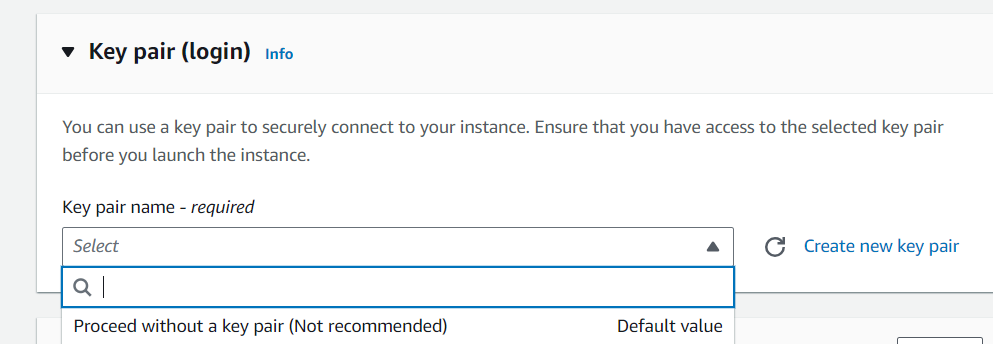 Key pair (login) Info
You can use a key pair to securely connect to your instance. Ensure that you have access to the selected key pair
before you launch the instance.
Key pair name - required
Select
Create new key pair
Proceed without a key pair (Not recommended) Default value